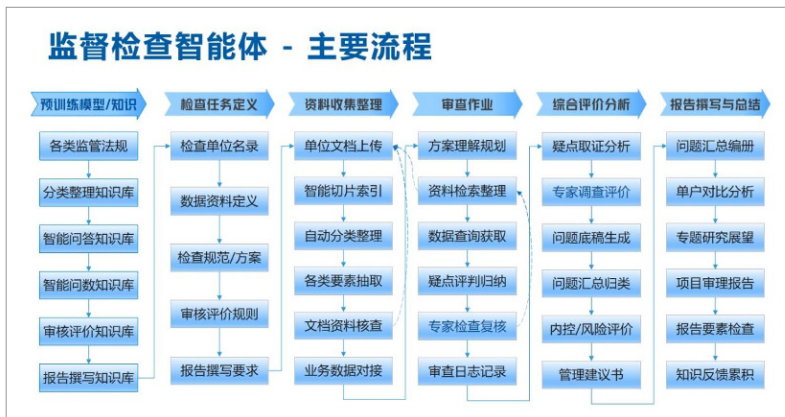 监督检查智能体 - 主要流程
预训练模型/知识
检查任务定义
资料收集整理
审查作业
综合评价分析
报告撰写与总结
各类监管法规
分类整理知识库
智能问答知识库
智能问数知识库
审核评价知识库
报告撰写知识库
检查单位名录
数据资料定义
检查规范/方案
审核评价规则
报告撰写要求
单位文档上传
智能切片索引
自动分类整理
各类要素抽取
文档资料核查
业务数据对接
方案理解规划
资料检索整理
数据查询获取
疑点评判归纳
专家检查复核
审查日志记录
疑点取证分析
专家调查评价
问题底稿生成
问题汇总归类
内控/风险评价
管理建议书
问题汇总编册
单户对比分析
专题研究展望
项目审理报告
报告要素检查
知识反馈累积